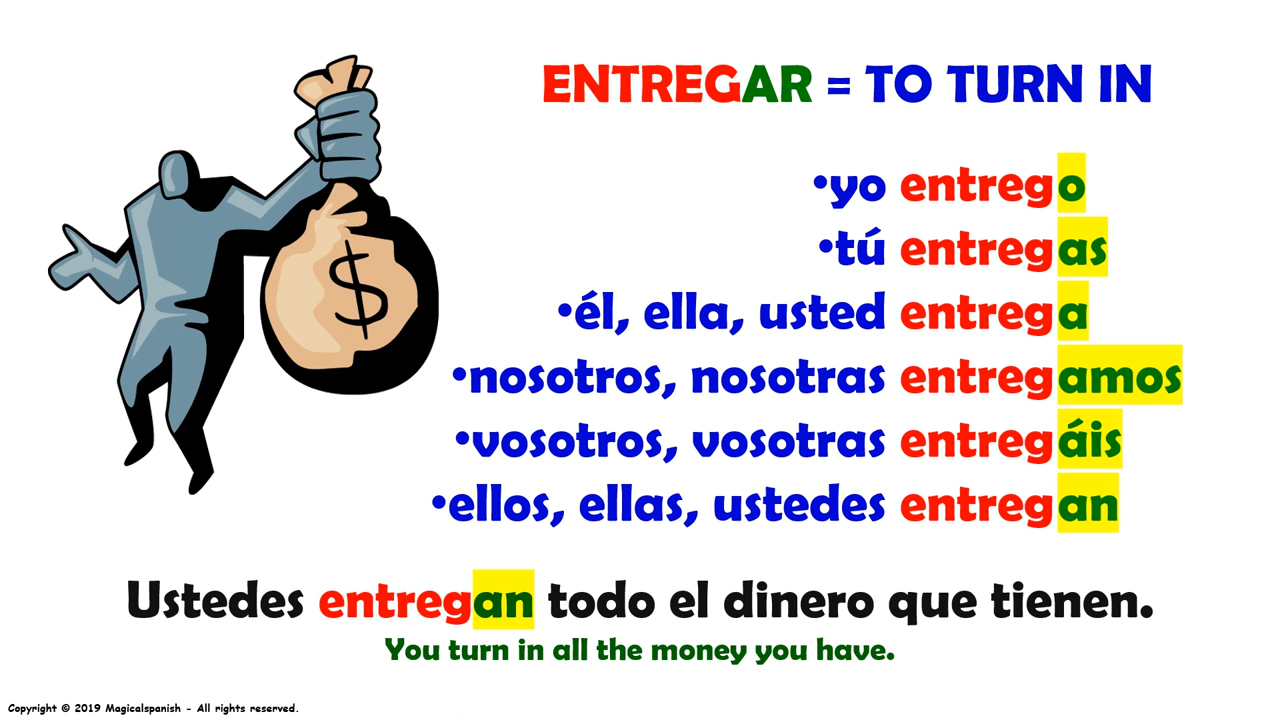 ENTREGAR = TO TURN IN
•yo entrego
•tú entregas
•él, ella, usted entrega
•nosotros, nosotras entregamos
•vosotros, vosotras entregáis
•ellos, ellas, ustedes entregan
$
Ustedes entregan todo el dinero que tienen.
You turn in all the money you have.
Copyright © 2019 Magicalspanish - All rights reserved.